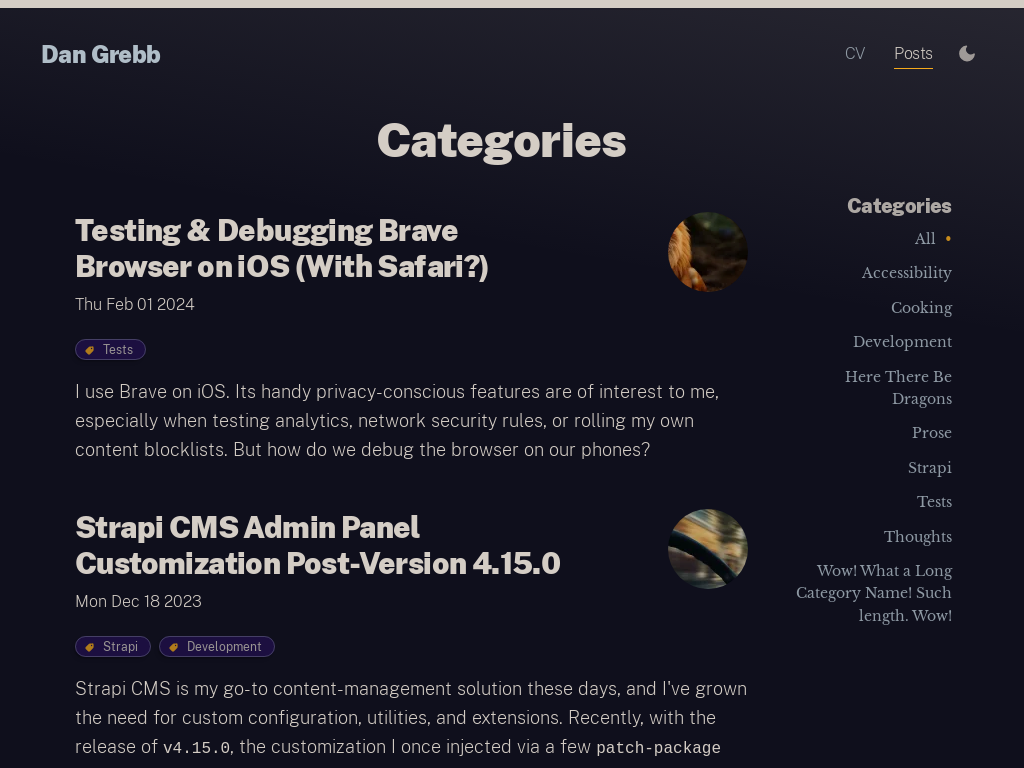 Dan Grebb
CV
Posts
Categories
Testing & Debugging Brave
Browser on iOS (With Safari?)
Thu Feb 01 2024
Tests
I use Brave on iOS. Its handy privacy-conscious features are of interest to me,
especially when testing analytics, network security rules, or rolling my own
content blocklists. But how do we debug the browser on our phones?
Strapi CMS Admin Panel
Customization Post-Version 4.15.0
Mon Dec 18 2023
Strapi
Development
Strapi CMS is my go-to content-management solution these days, and I've grown
the need for custom configuration, utilities, and extensions. Recently, with the
release of v4.15.0, the customization I once injected via a few patch-package
Categories
All •
Accessibility
Cooking
Development
Here There Be
Dragons
Prose
Strapi
Tests
Thoughts
Wow! What a Long
Category Name! Such
length. Wow!